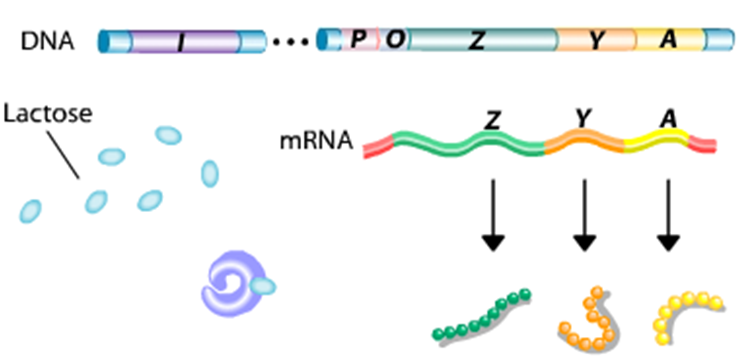 DNA I P O Z Y A
Lactose
mRNA Z Y A